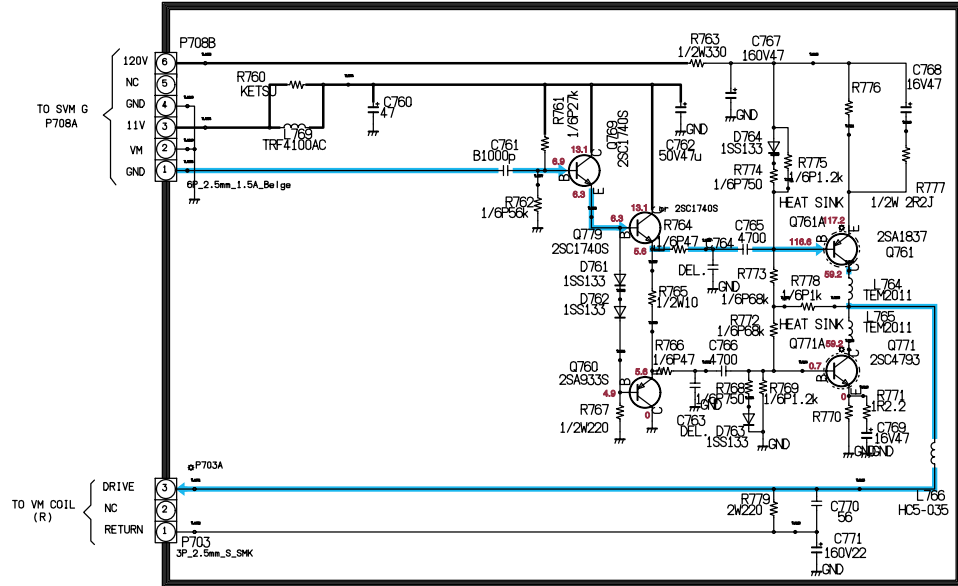 P708B
120V 6
NC 5
GND 4
11V 3
VM 2
GND 1
TO SVM G
P708A
6P_2.5mm_1.5A_Beige
R760
KETSU
L769
TRF4100AC
C760
47
C761
B1000p
R761
1/6P27k
R762
1/6P56k
Q769
2SC1740S
13.1
6.9
6.3
B
C
E
C762
50V47u
GND
R763
1/2W330
C767
160V47
GND
R776
C768
16V47
D764
1SS133
R774
1/6P750
R775
1/6P1.2k
R777
1/2W 2R2J
HEAT SINK
Q761A
117.2
116.6
59.2
B
E
C
2SA1837
Q761
13.1
2SC1740S
6.3
5.6
B
Q779
2SC1740S
R764
1/6P47
C764
DEL.
GND
C765
4700
D761
1SS133
D762
1SS133
R765
1/2W10
R773
1/6P68k
R778
1/6P1k
L764
TEM2011
L765
TEM2011
R772
1/6P68k
HEAT SINK
Q771A
59.2
Q771
2SC4793
0.7
0
B
C
E
R766
1/6P47
C766
4700
Q760
2SA933S
5.6
4.9
0
B
C
R767
1/2W220
C763
DEL.
GND
R768
1/6P750
R769
1/6P1.2k
D763
1SS133
GND
R770
R771
1R2.2
C769
16V47
GND
GND
P703A
DRIVE 3
NC 2
RETURN 1
TO VM COIL
(R)
P703
3P_2.5mm_S_SMK
R779
2W220
C770
56
C771
160V22
GND
L766
HC5-035